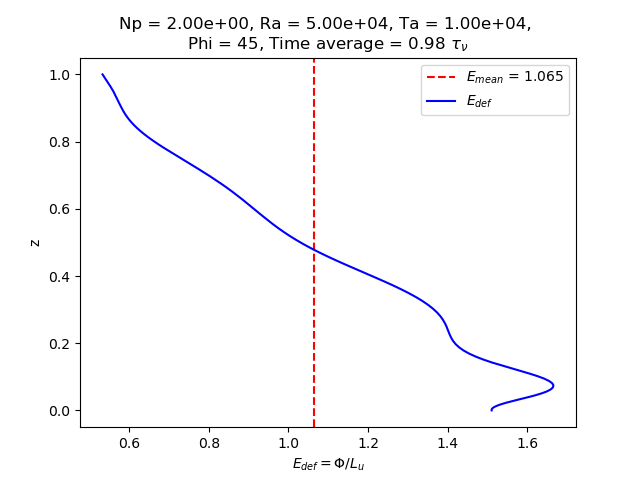 Np = 2.00e+00, Ra = 5.00e+04, Ta = 1.00e+04,
Phi = 45, Time average = 0.98 τ_ν
E_mean = 1.065
E_def
1.0
0.8
0.6
0.4
0.2
0.0
z
0.6 0.8 1.0 1.2 1.4 1.6
E_def = Φ/L_u